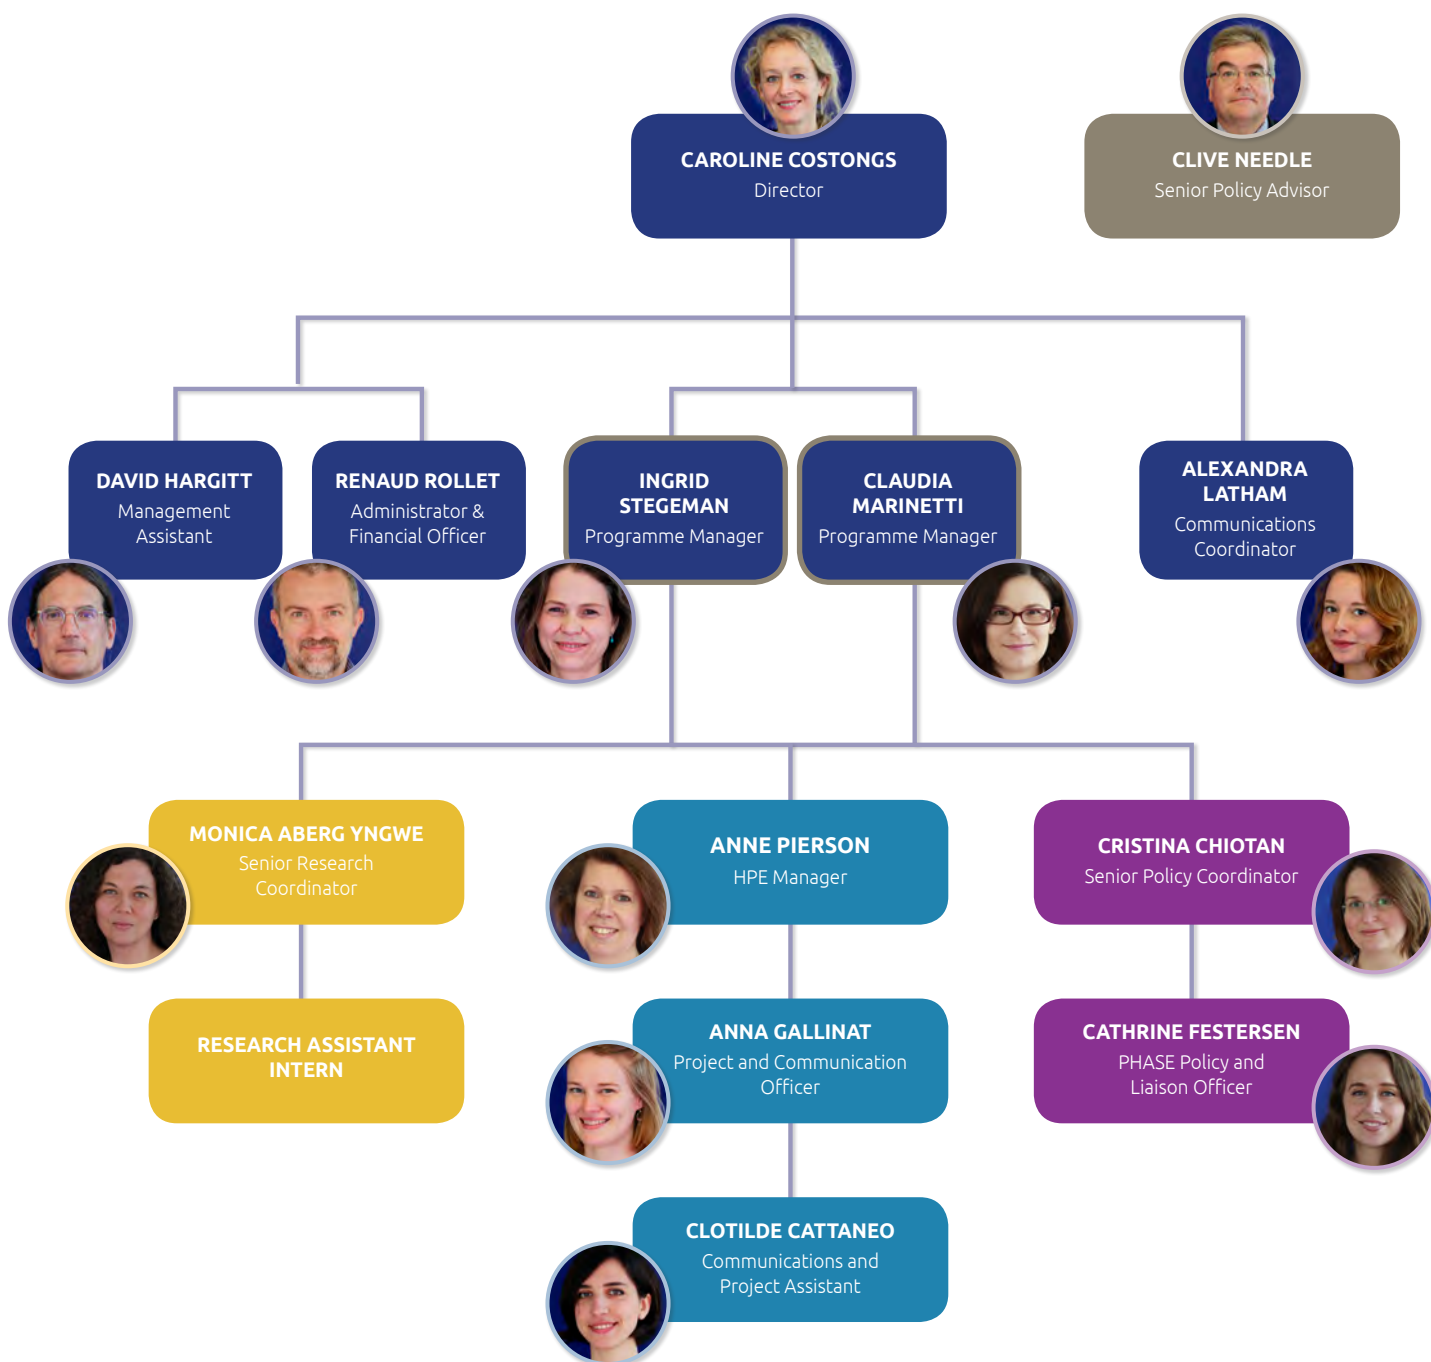 CAROLINE COSTONGS
Director
CLIVE NEEDLE
Senior Policy Advisor
DAVID HARGITT
Management
Assistant
RENAUD ROLLET
Administrator &
Financial Officer
INGRID
STEGEMAN
Programme Manager
CLAUDIA
MARINETTI
Programme Manager
ALEXANDRA
LATHAM
Communications
Coordinator
MONICA ABERG YNGWE
Senior Research
Coordinator
ANNE PIERSON
HPE Manager
CRISTINA CHIOTAN
Senior Policy Coordinator
RESEARCH ASSISTANT
INTERN
ANNA GALLINAT
Project and Communication
Officer
CATHRINE FESTERSEN
PHASE Policy and
Liaison Officer
CLOTILDE CATTANEO
Communications and
Project Assistant